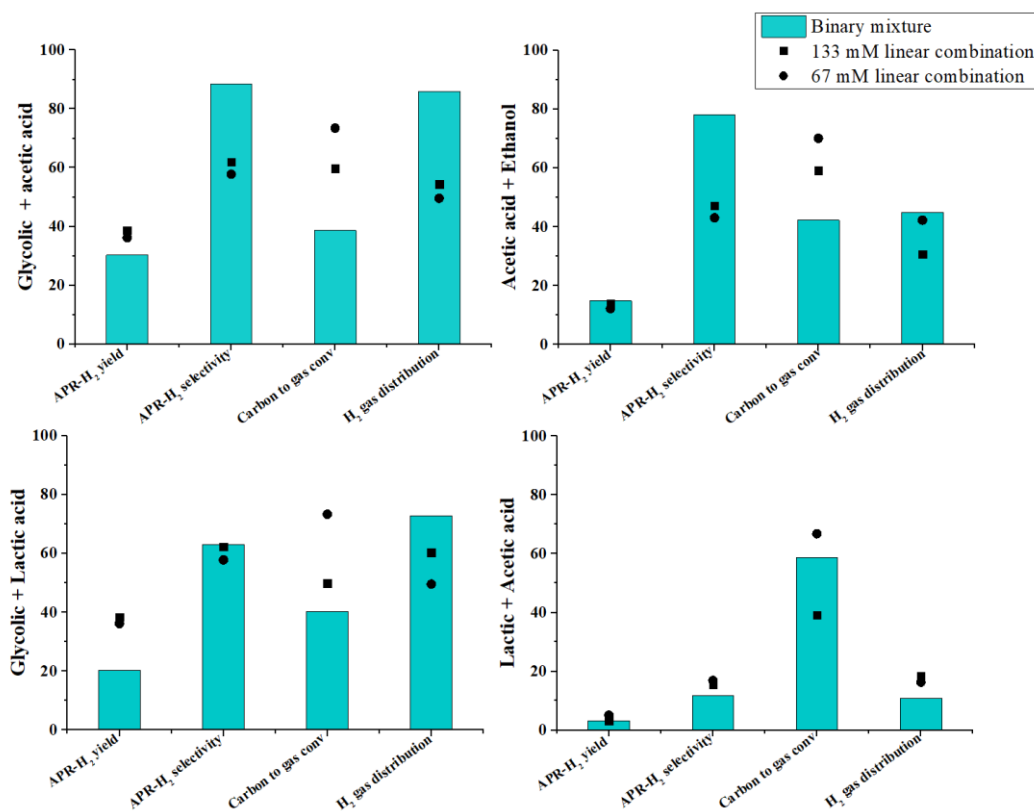 Binary mixture
133 mM linear combination
67 mM linear combination
Glycolic + acetic acid
100
80
60
40
20
0
APR-H₂ yield
APR-H₂ selectivity
Carbon to gas conv
H₂ gas distribution
Acetic acid + Ethanol
100
80
60
40
20
0
APR-H₂ yield
APR-H₂ selectivity
Carbon to gas conv
H₂ gas distribution
Glycolic + Lactic acid
100
80
60
40
20
0
APR-H₂ yield
APR-H₂ selectivity
Carbon to gas conv
H₂ gas distribution
Lactic + Acetic acid
100
80
60
40
20
0
APR-H₂ yield
APR-H₂ selectivity
Carbon to gas conv
H₂ gas distribution